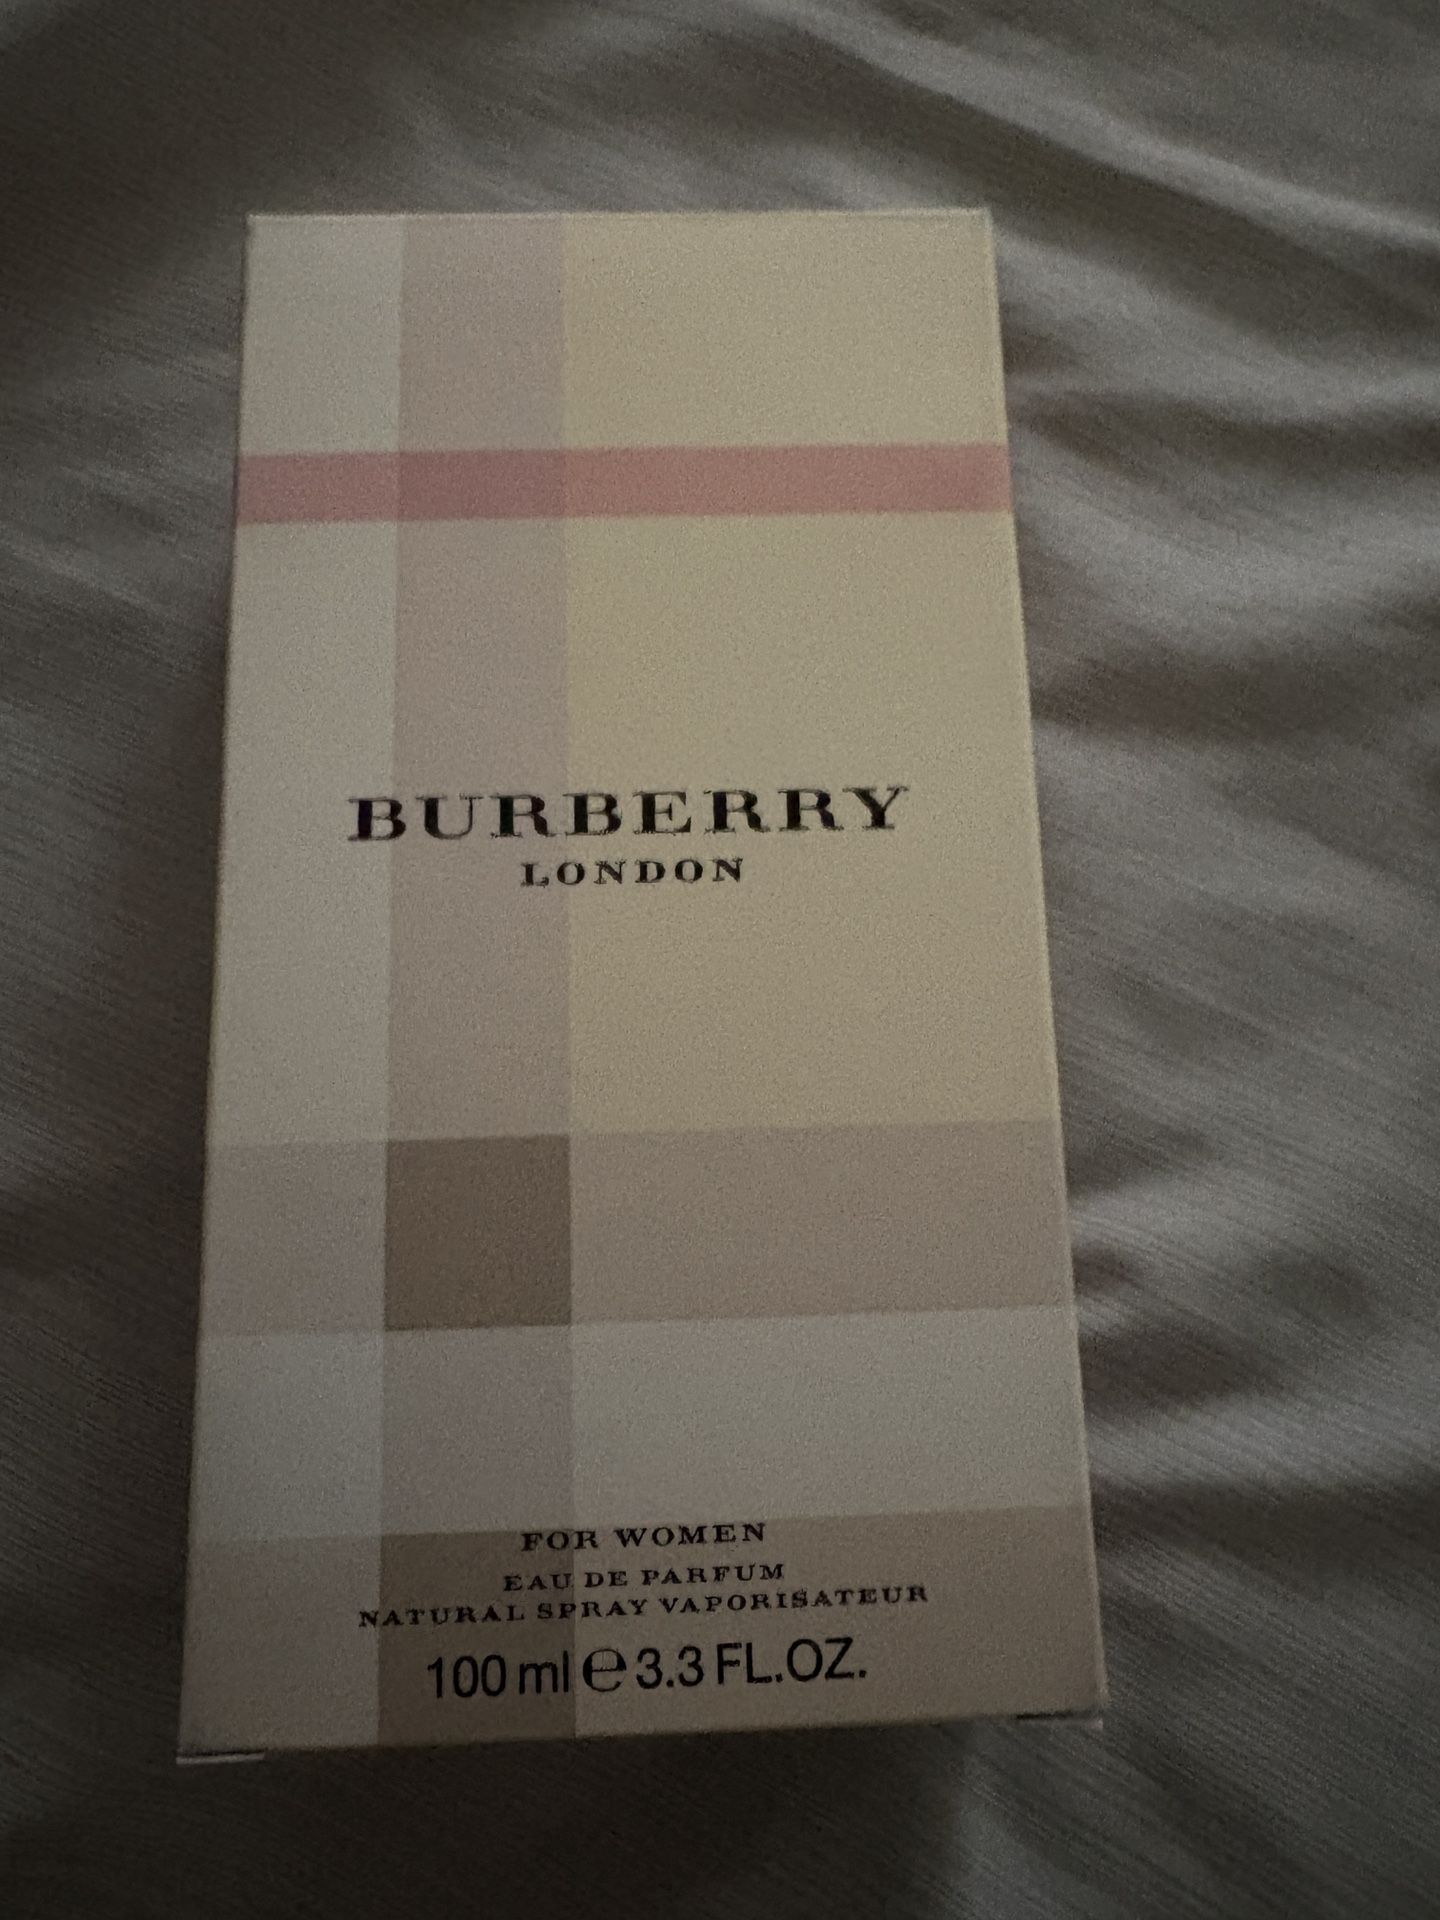 BURBERRY
LONDON
FOR WOMEN
EAU DE PARFUM
NATURAL SPRAY VAPORISATEUR
100 ml ℮ 3.3 FL.OZ.